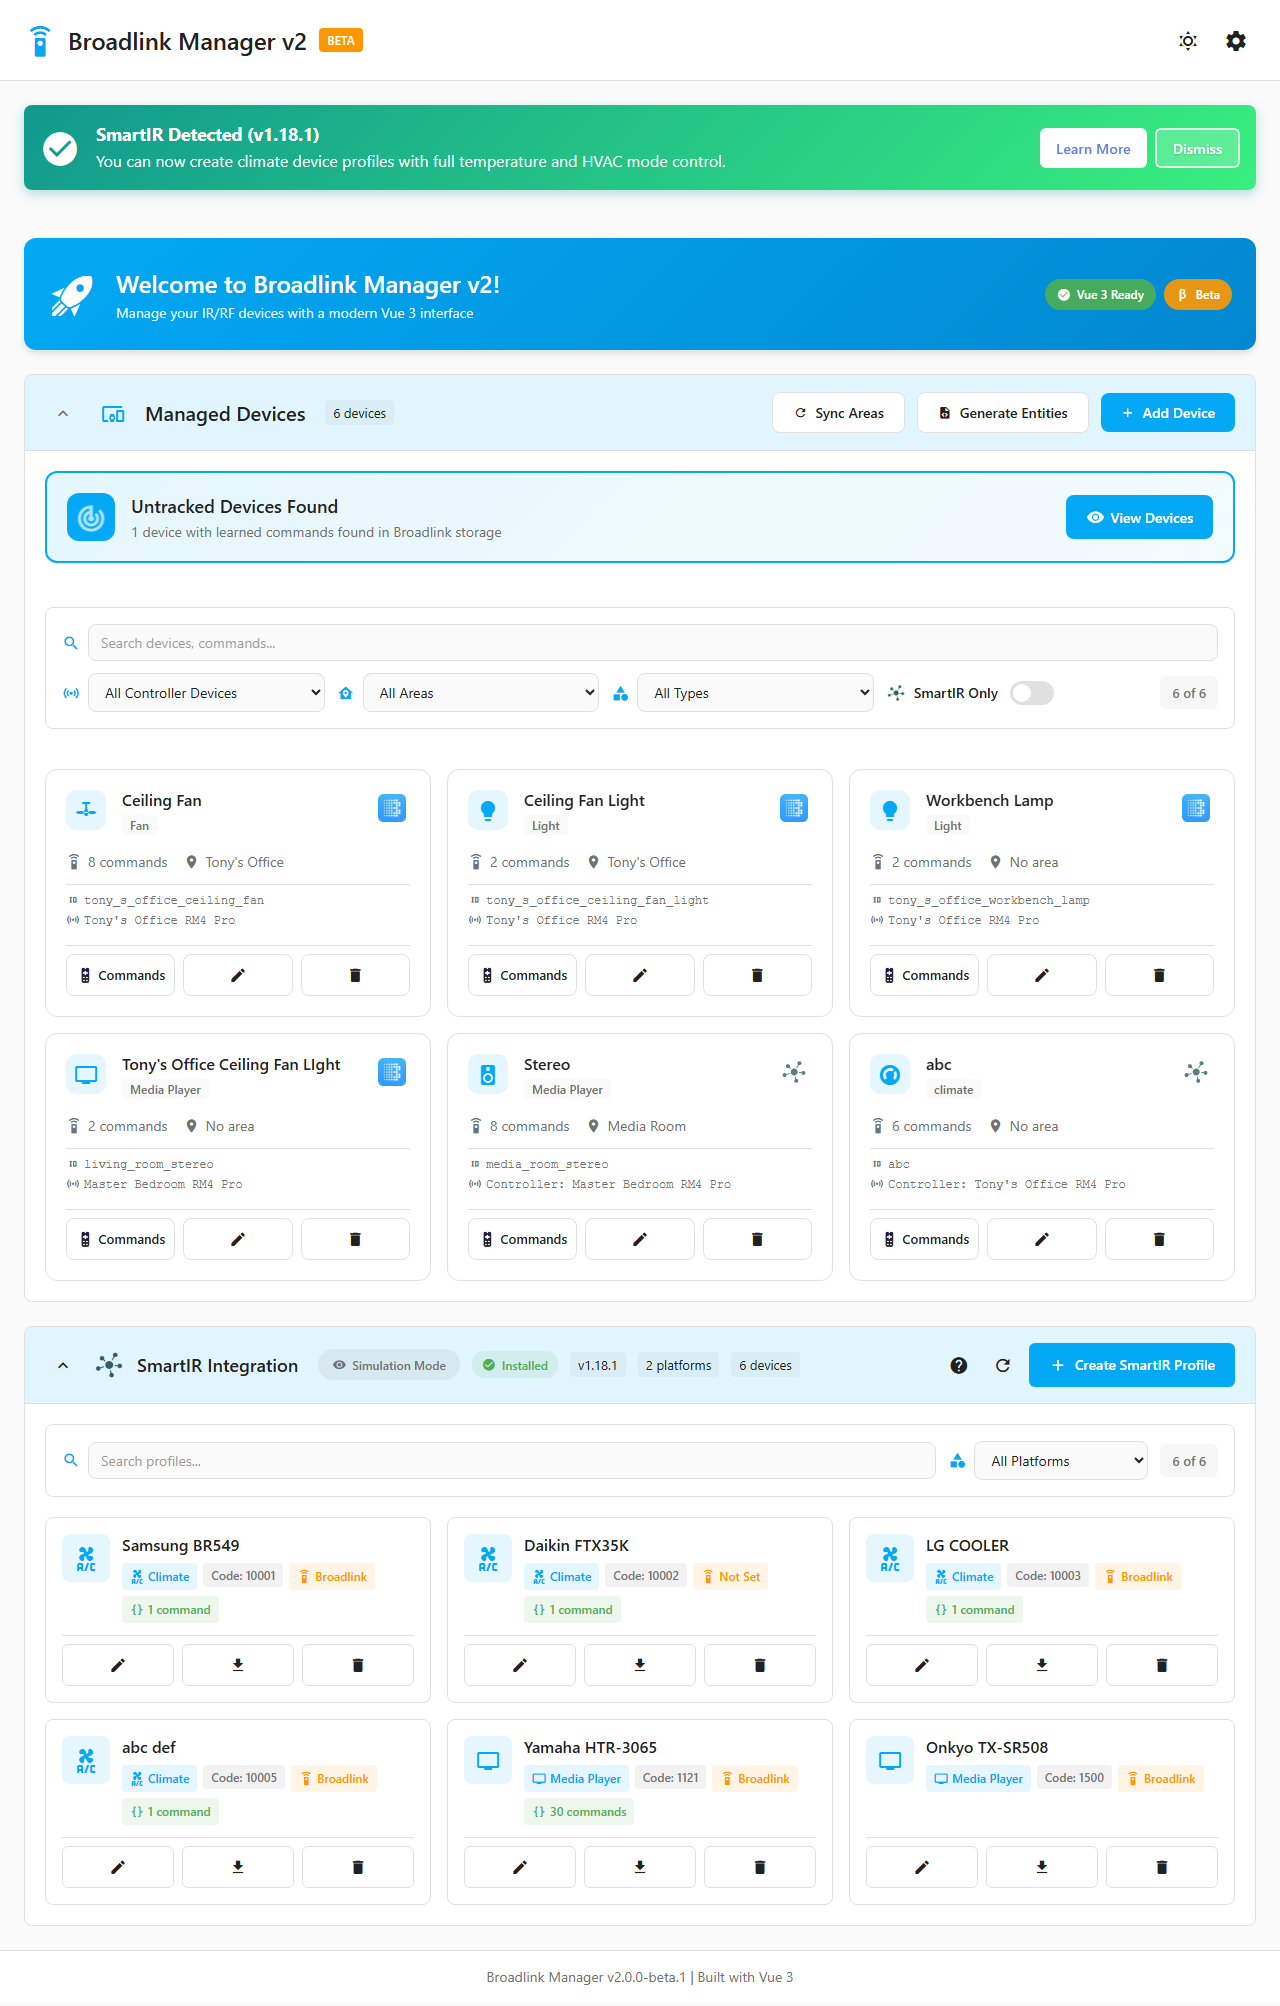 Broadlink Manager v2 BETA
SmartIR Detected (v1.18.1)
You can now create climate device profiles with full temperature and HVAC mode control.
Learn More
Dismiss
Welcome to Broadlink Manager v2!
Manage your IR/RF devices with a modern Vue 3 interface
Vue 3 Ready
β Beta
Managed Devices 6 devices
Sync Areas
Generate Entities
+ Add Device
Untracked Devices Found
1 device with learned commands found in Broadlink storage
View Devices
Search devices, commands...
All Controller Devices
All Areas
All Types
SmartIR Only
6 of 6
Ceiling Fan
Fan
8 commands Tony's Office
ID tony_s_office_ceiling_fan
Tony's Office RM4 Pro
Commands
Ceiling Fan Light
Light
2 commands Tony's Office
ID tony_s_office_ceiling_fan_light
Tony's Office RM4 Pro
Commands
Workbench Lamp
Light
2 commands No area
ID tony_s_office_workbench_lamp
Tony's Office RM4 Pro
Commands
Tony's Office Ceiling Fan LIght
Media Player
2 commands No area
ID living_room_stereo
Master Bedroom RM4 Pro
Commands
Stereo
Media Player
8 commands Media Room
ID media_room_stereo
Controller: Master Bedroom RM4 Pro
Commands
abc
climate
6 commands No area
ID abc
Controller: Tony's Office RM4 Pro
Commands
SmartIR Integration Simulation Mode Installed v1.18.1 2 platforms 6 devices
+ Create SmartIR Profile
Search profiles...
All Platforms
6 of 6
A/C
Samsung BR549
A/C Climate Code: 10001 Broadlink
{} 1 command
A/C
Daikin FTX35K
A/C Climate Code: 10002 Not Set
{} 1 command
A/C
LG COOLER
A/C Climate Code: 10003 Broadlink
{} 1 command
A/C
abc def
A/C Climate Code: 10005 Broadlink
{} 1 command
Yamaha HTR-3065
Media Player Code: 1121 Broadlink
{} 30 commands
Onkyo TX-SR508
Media Player Code: 1500 Broadlink
Broadlink Manager v2.0.0-beta.1 | Built with Vue 3